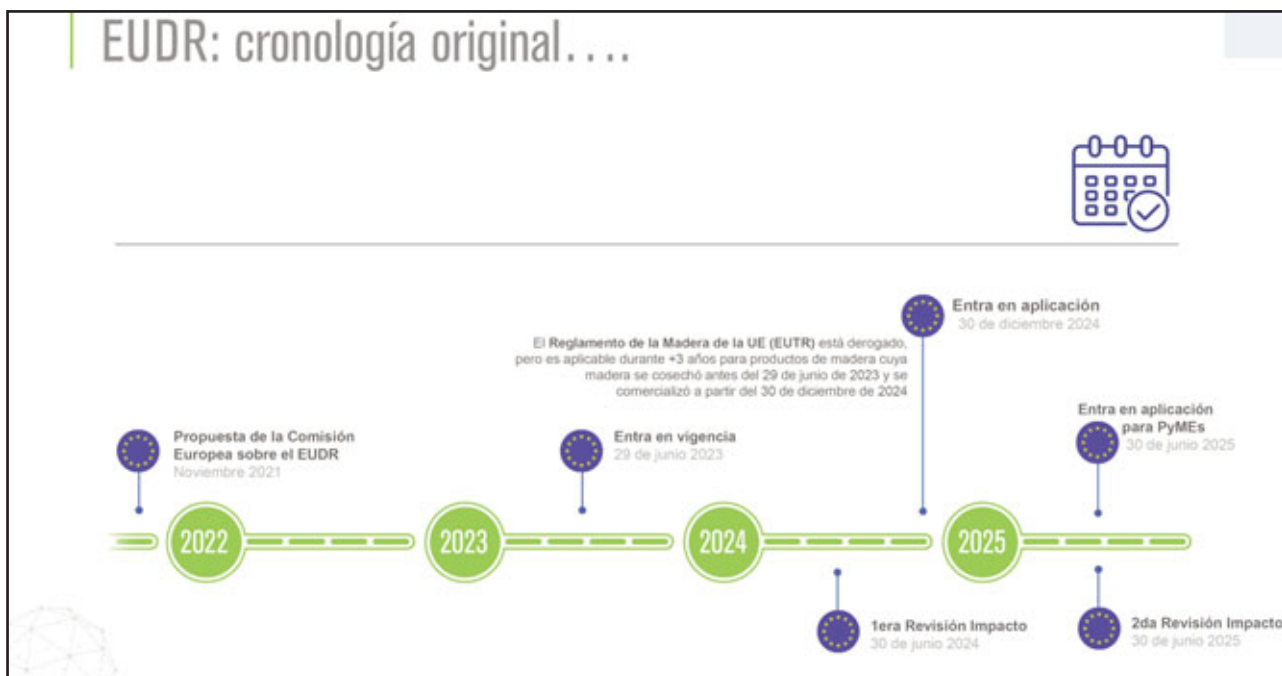 EUDR: cronología original....
Entra en aplicación
30 de diciembre 2024
El Reglamento de la Madera de la UE (EUTR) está derogado,
pero es aplicable durante +3 años para productos de madera cuya
madera se cosechó antes del 29 de junio de 2023 y se
comercializó a partir del 30 de diciembre de 2024
Propuesta de la Comisión
Europea sobre el EUDR
Noviembre 2021
Entra en vigencia
29 de junio 2023
Entra en aplicación
para PyMEs
30 de junio 2025
2022
2023
2024
2025
1era Revisión Impacto
30 de junio 2024
2da Revisión Impacto
30 de junio 2025